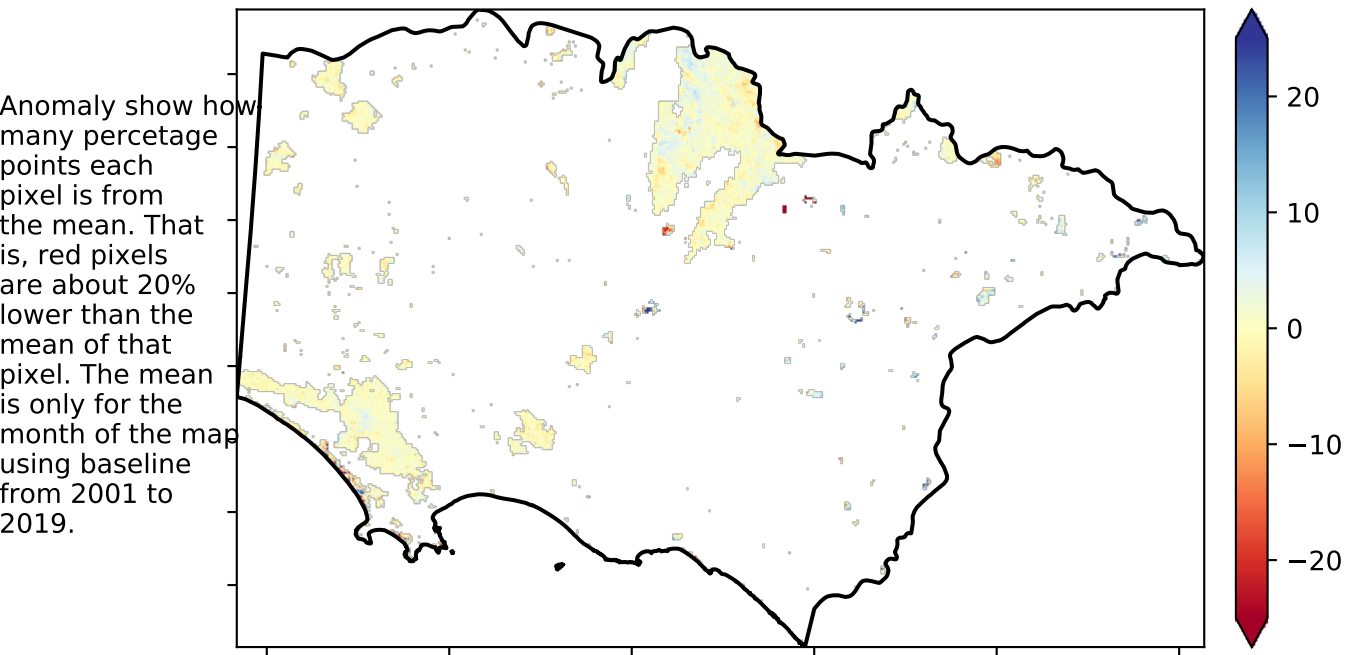 Anomaly show how
many percetage
points each
pixel is from
the mean. That
is, red pixels
are about 20%
lower than the
mean of that
pixel. The mean
is only for the
month of the map
using baseline
from 2001 to
2019.
20
10
0
−10
−20